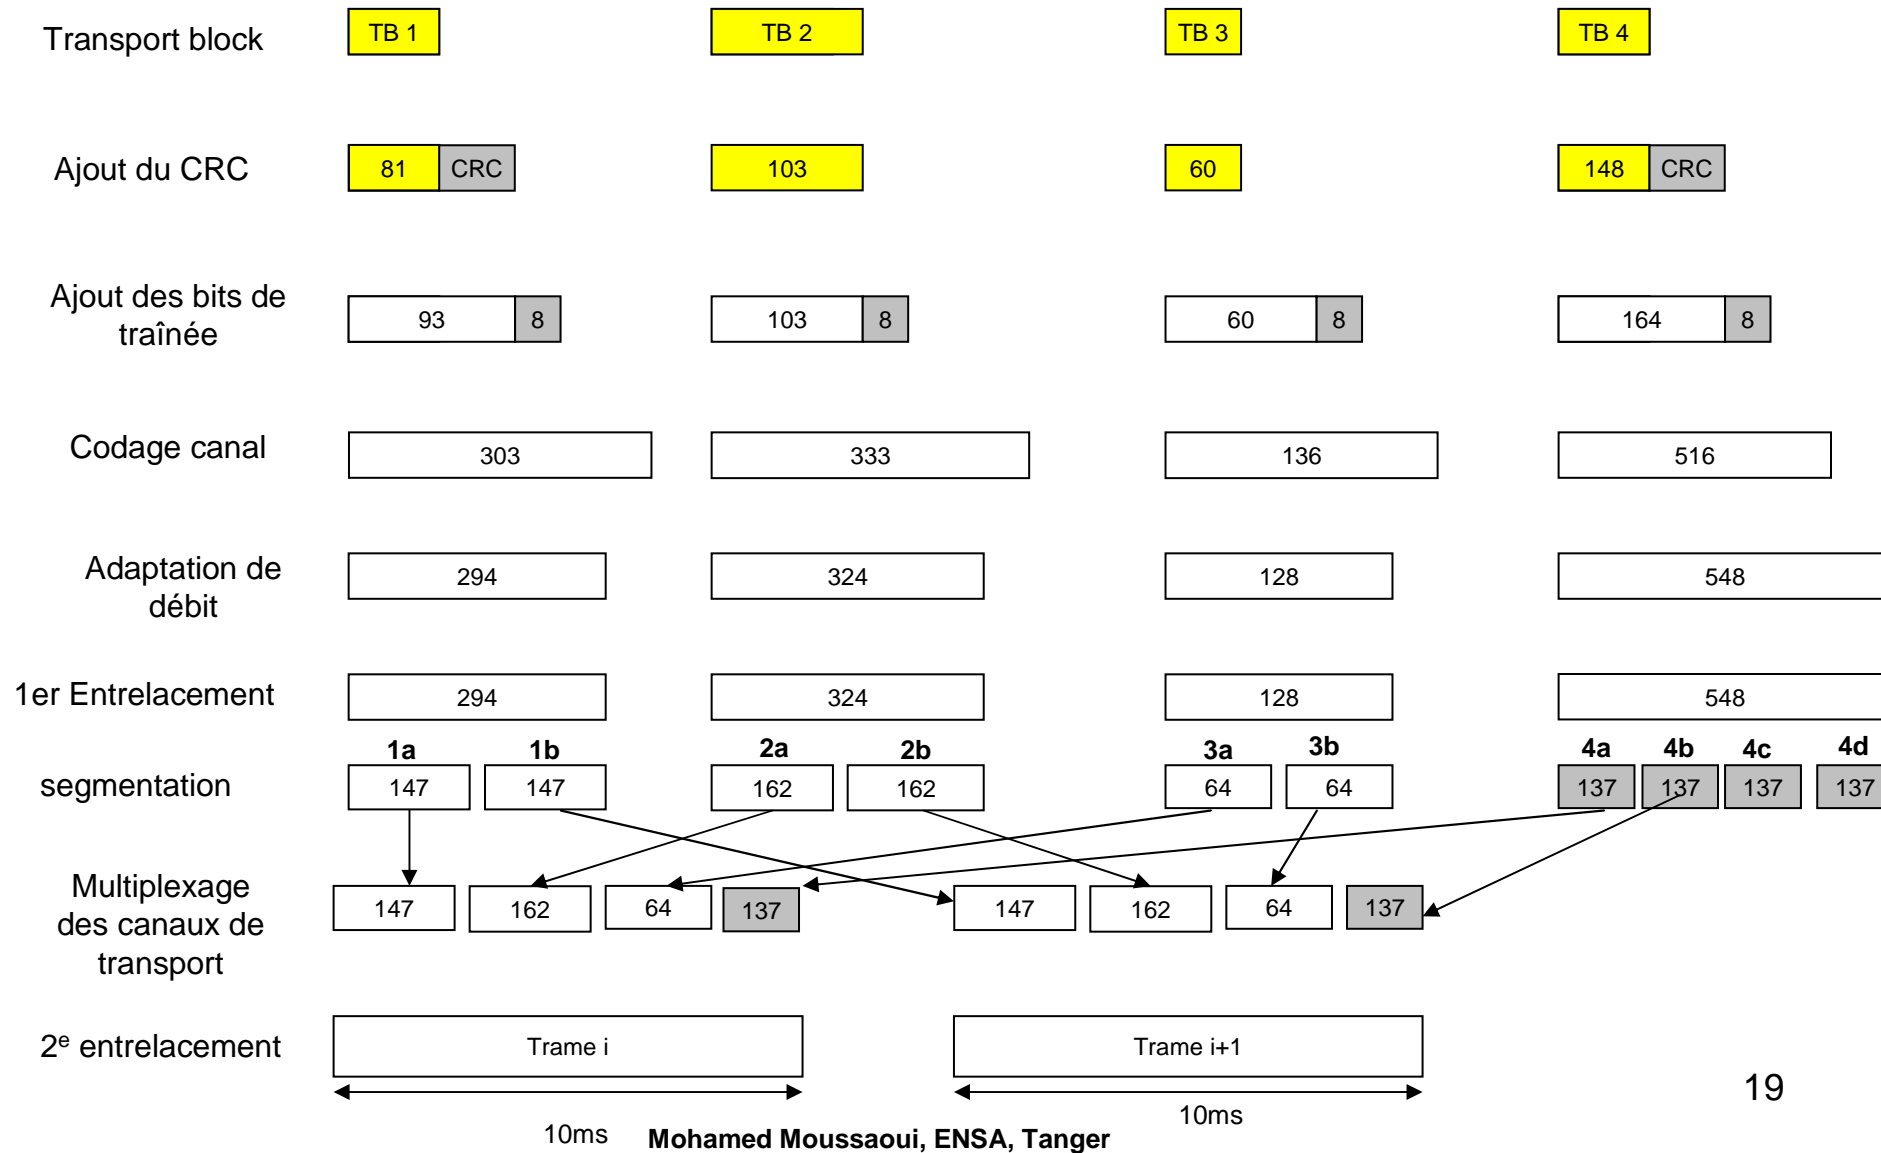 Transport block
TB 1
TB 2
TB 3
TB 4
Ajout du CRC
81
CRC
103
60
148
CRC
Ajout des bits de
traînée
93
8
103
8
60
8
164
8
Codage canal
303
333
136
516
Adaptation de
débit
294
324
128
548
1er Entrelacement
294
324
128
548
1a
1b
2a
2b
3a
3b
4a
4b
4c
4d
segmentation
147
147
162
162
64
64
137
137
137
137
Multiplexage
des canaux de
transport
147
162
64
137
147
162
64
137
2e entrelacement
Trame i
Trame i+1
10ms
10ms
Mohamed Moussaoui, ENSA, Tanger
19